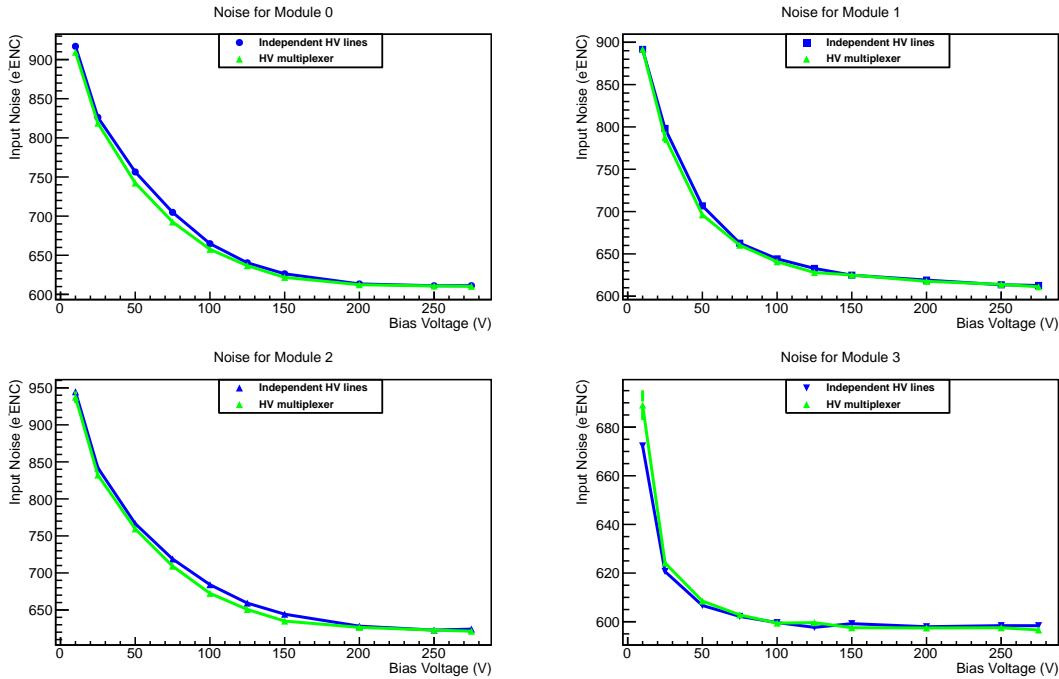 Noise for Module 0
Input Noise (e⁻ENC)
Independent HV lines
HV multiplexer
900
850
800
750
700
650
600
0 50 100 150 200 250
Bias Voltage (V)
Noise for Module 1
Input Noise (e⁻ENC)
Independent HV lines
HV multiplexer
900
850
800
750
700
650
600
0 50 100 150 200 250
Bias Voltage (V)
Noise for Module 2
Input Noise (e⁻ENC)
Independent HV lines
HV multiplexer
950
900
850
800
750
700
650
0 50 100 150 200 250
Bias Voltage (V)
Noise for Module 3
Input Noise (e⁻ENC)
Independent HV lines
HV multiplexer
680
660
640
620
600
0 50 100 150 200 250
Bias Voltage (V)